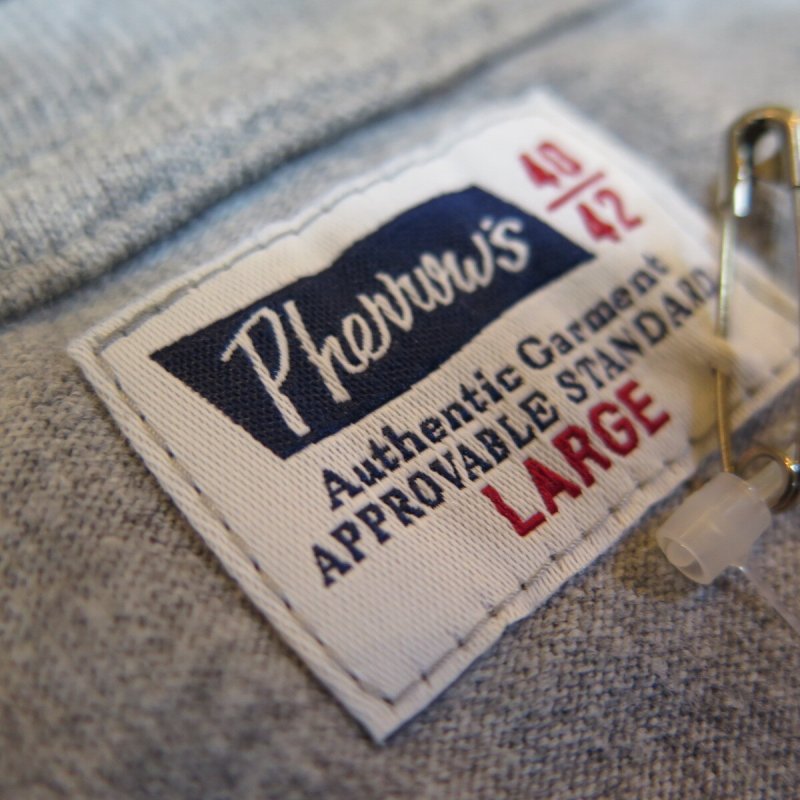 Pherrow's
40
42
Authentic Garment
APPROVABLE STANDARD
LARGE